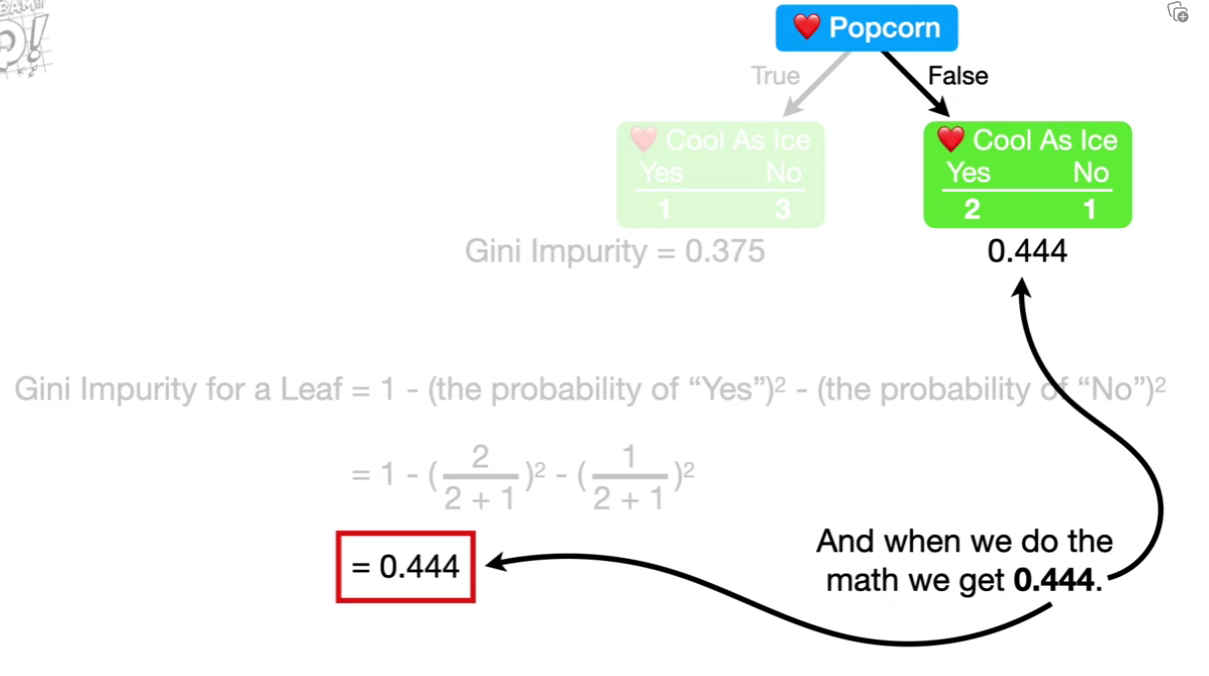 BAM!!
❤️ Popcorn
True
False
❤️ Cool As Ice
Yes No
1 3
❤️ Cool As Ice
Yes No
2 1
Gini Impurity = 0.375
0.444
Gini Impurity for a Leaf = 1 - (the probability of “Yes”)² - (the probability of “No”)²
= 1 - (2/(2 + 1))² - (1/(2 + 1))²
= 0.444
And when we do the
math we get 0.444.